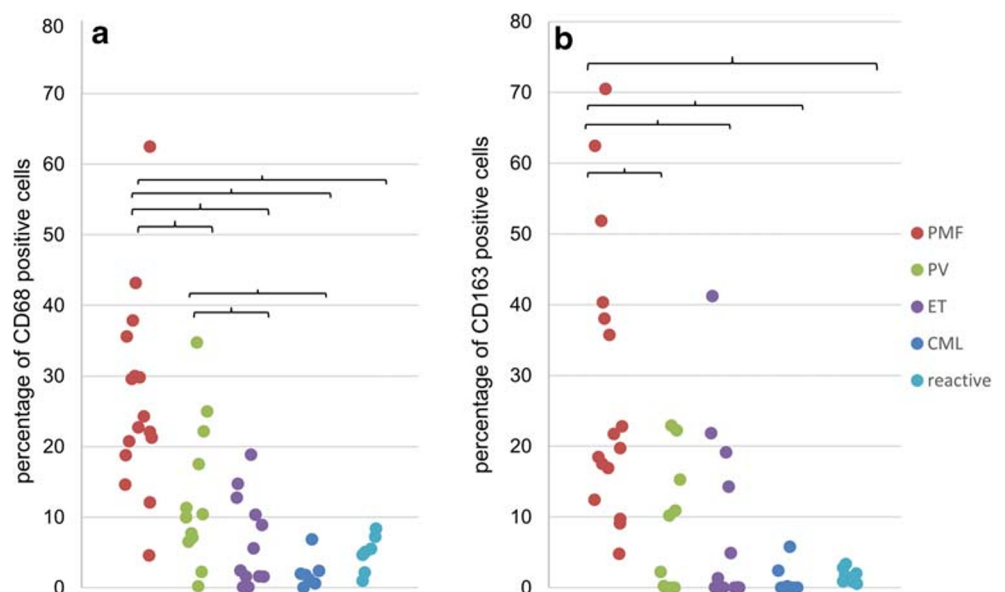 a
percentage of CD68 positive cells
80
70
60
50
40
30
20
10
0
b
percentage of CD163 positive cells
80
70
60
50
40
30
20
10
0
PMF
PV
ET
CML
reactive